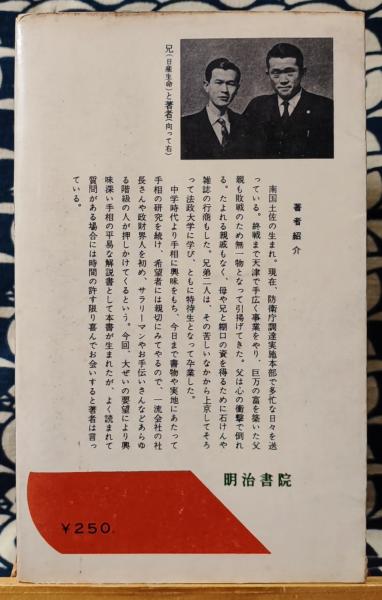 兄(日産生命)と著者(向って右)
著者紹介
南国土佐の生まれ。現在、防衛庁調達実施本部で多忙な日々を送
っている。終戦まで天津で手広く事業をやり、巨万の富を築いた父
親も敗戦のため無一物となって引揚げてきた。父は心の衝撃で倒れ
る。たよれる親戚もなく、母や兄と糊口の資を得るために石けんや
雑誌の行商もした。兄弟二人は、その苦しいなかから上京してそろ
って法政大学に学び、ともに特待生となって卒業した。
中学時代より手相に興味をもち、今日まで書物や実地にあたって
手相の研究を続け、希望者には親切にみてやるので、一流会社の社
長さんや政財界人を初め、サラリーマンやお手伝いさんなどあらゆ
る階級の人が押しかけてくるという。今回、大ぜいの要望により興
味深い手相の平易な解説書として本書が生まれたが、よく読まれて
質問がある場合には時間の許す限り喜んでお会いすると著者は言っ
ている。
明治書院
￥250.